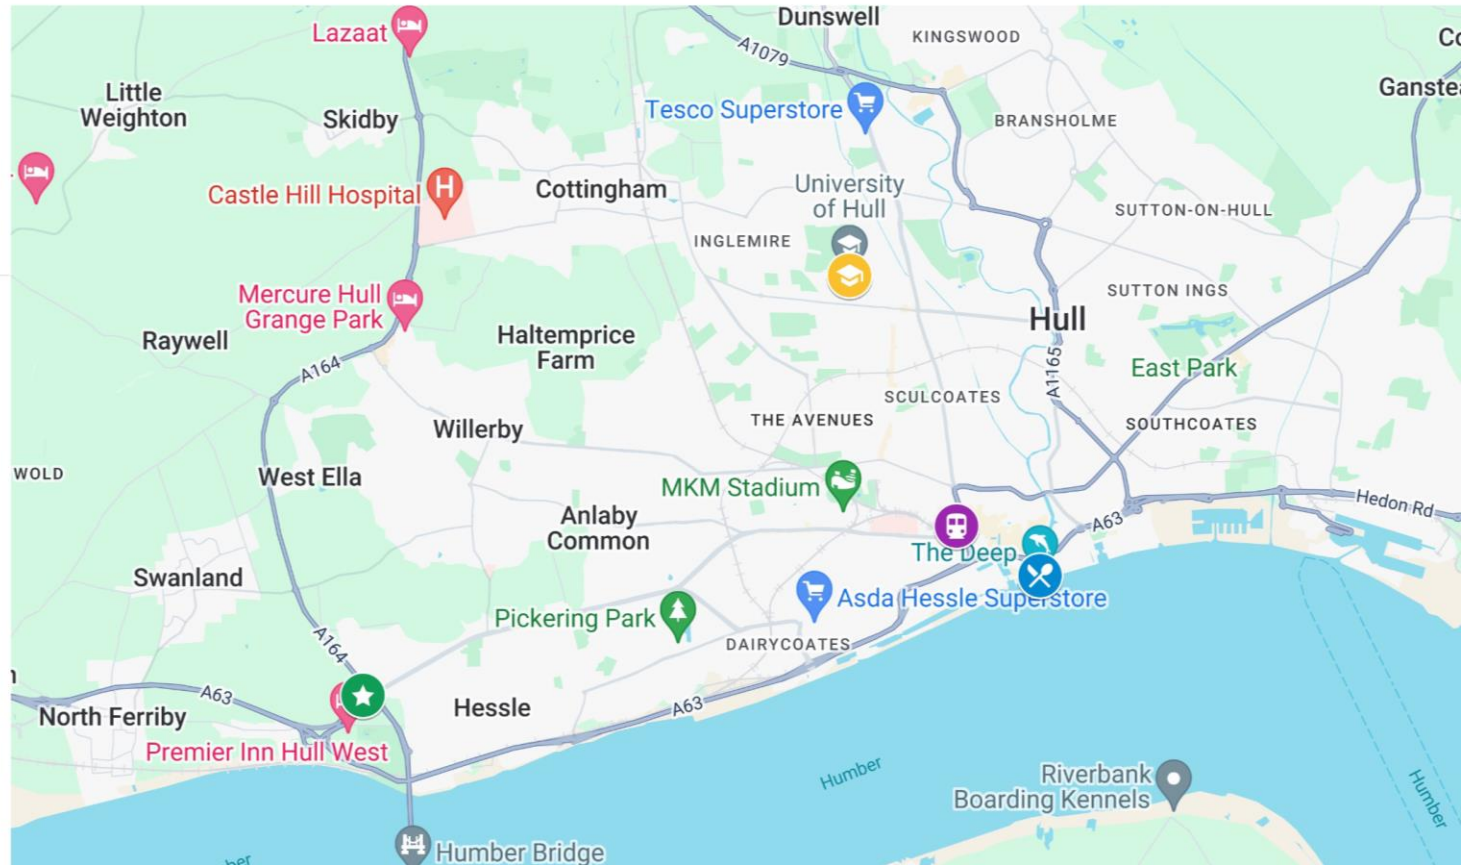 Dunswell
KINGSWOOD
Co
Lazaat
A1079
Ganstea
Little
Weighton
Tesco Superstore
Skidby
BRANSHOLME
Castle Hill Hospital
H
Cottingham
University
of Hull
SUTTON-ON-HULL
INGLEMIRE
Mercure Hull
Grange Park
SUTTON INGS
Hull
Raywell
Haltemprice
Farm
A164
A1165
East Park
SCULCOATES
THE AVENUES
SOUTHCOATES
Willerby
WOLD
West Ella
MKM Stadium
Hedon Rd
Anlaby
Common
A63
The Deep
Swanland
Asda Hessle Superstore
Pickering Park
A164
DAIRYCOATES
n
A63
North Ferriby
Hessle
A63
Premier Inn Hull West
Humber
Riverbank
Boarding Kennels
Humber
Humber Bridge
ber